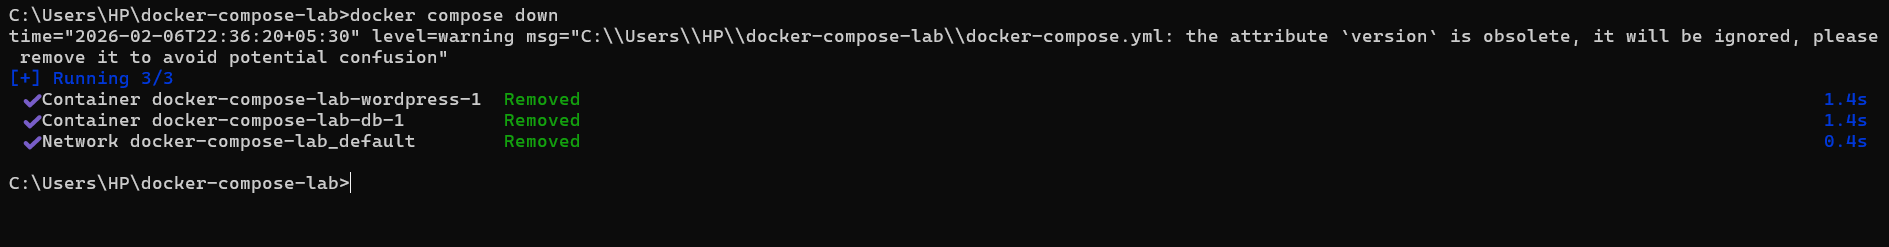 C:\Users\HP\docker-compose-lab>docker compose down
time="2026-02-06T22:36:20+05:30" level=warning msg="C:\\Users\\HP\\docker-compose-lab\\docker-compose.yml: the attribute `version` is obsolete, it will be ignored, please
remove it to avoid potential confusion"
[+] Running 3/3
✔Container docker-compose-lab-wordpress-1 Removed 1.4s
✔Container docker-compose-lab-db-1 Removed 1.4s
✔Network docker-compose-lab_default Removed 0.4s
C:\Users\HP\docker-compose-lab>